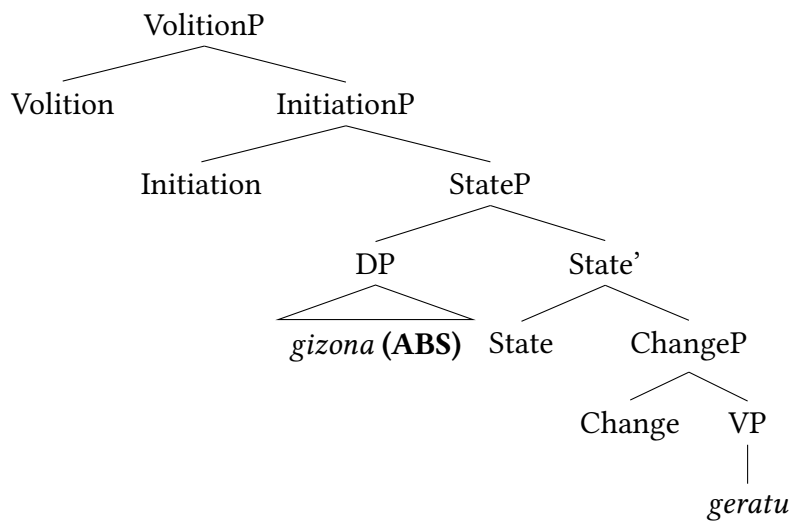 VolitionP
Volition InitiationP
Initiation StateP
DP State’
gizona (ABS) State ChangeP
Change VP
geratu